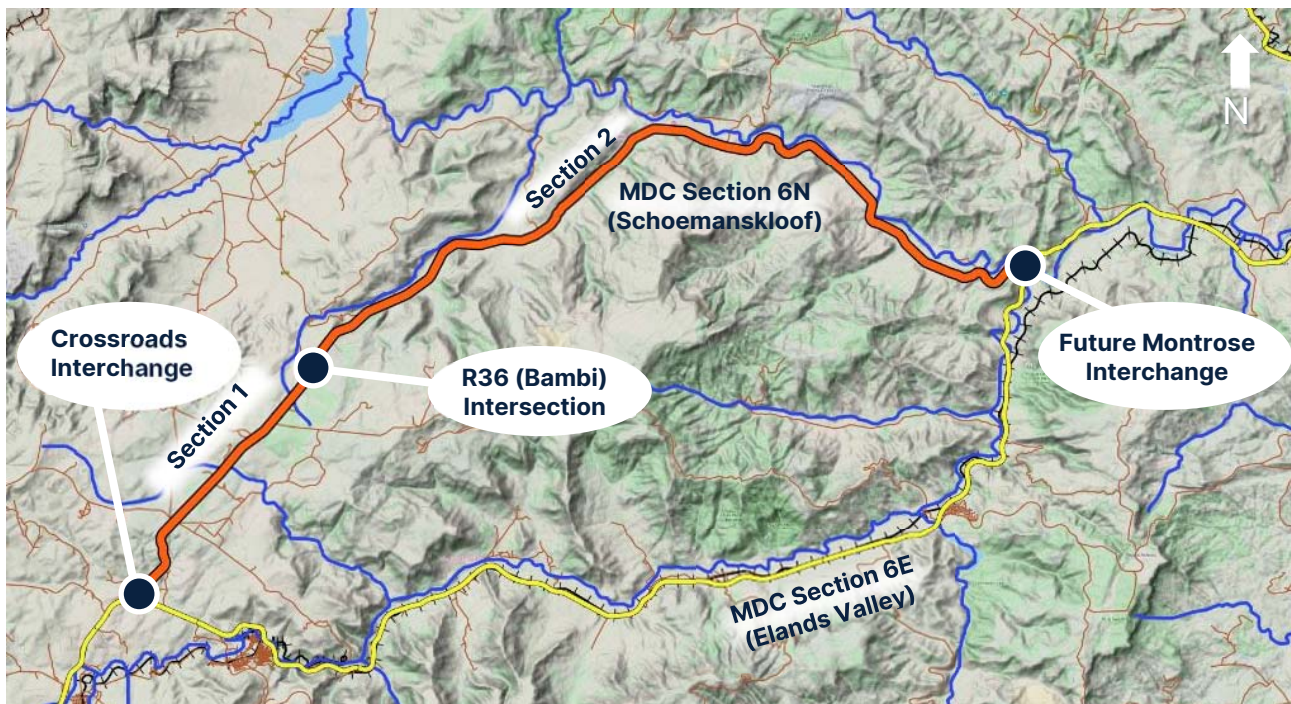 N
Section 2
MDC Section 6N
(Schoemanskloof)
Crossroads
Interchange
Future Montrose
Interchange
R36 (Bambi)
Intersection
Section 1
MDC Section 6E
(Elands Valley)